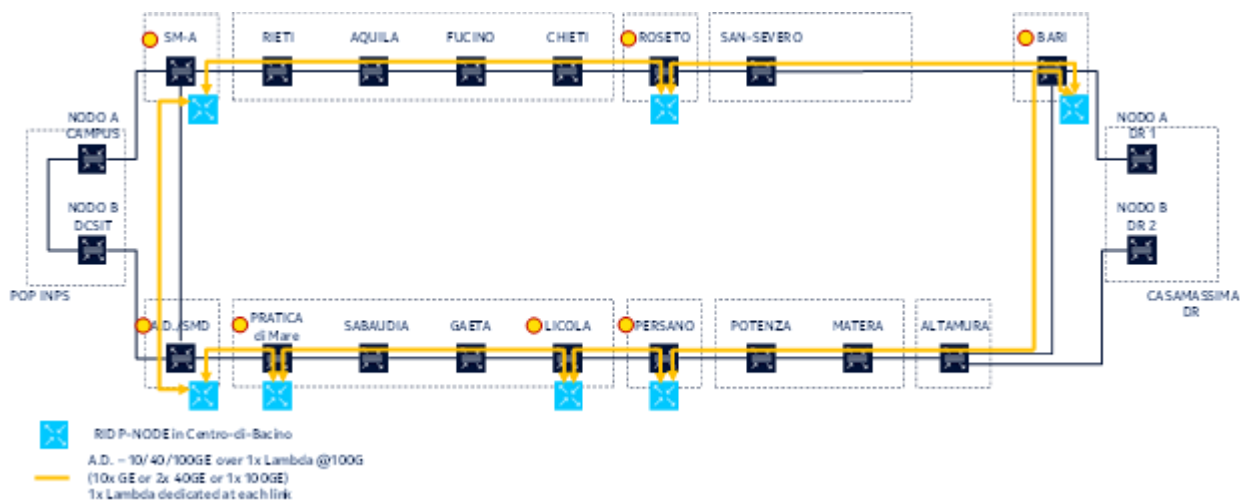 SM-A
RIETI
AQUILA
FUCINO
CHIETI
ROSETO
SAN-SEVERO
BARI
NODO A
CAMPUS
NODO A
DR 1
NODO B
DCSIT
NODO B
DR 2
POP INPS
CASAMASSIMA
DR
A.D./SMD
PRATICA
di Mare
SABAUDIA
GAETA
LICOLA
PERSANO
POTENZA
MATERA
ALTAMURA
RID P-NODE in Centro-di-Bacino
A.D. – 10/40/100GE over 1x Lambda @100G
(10x GE or 2x 40GE or 1x 100GE)
1x Lambda dedicated at each link